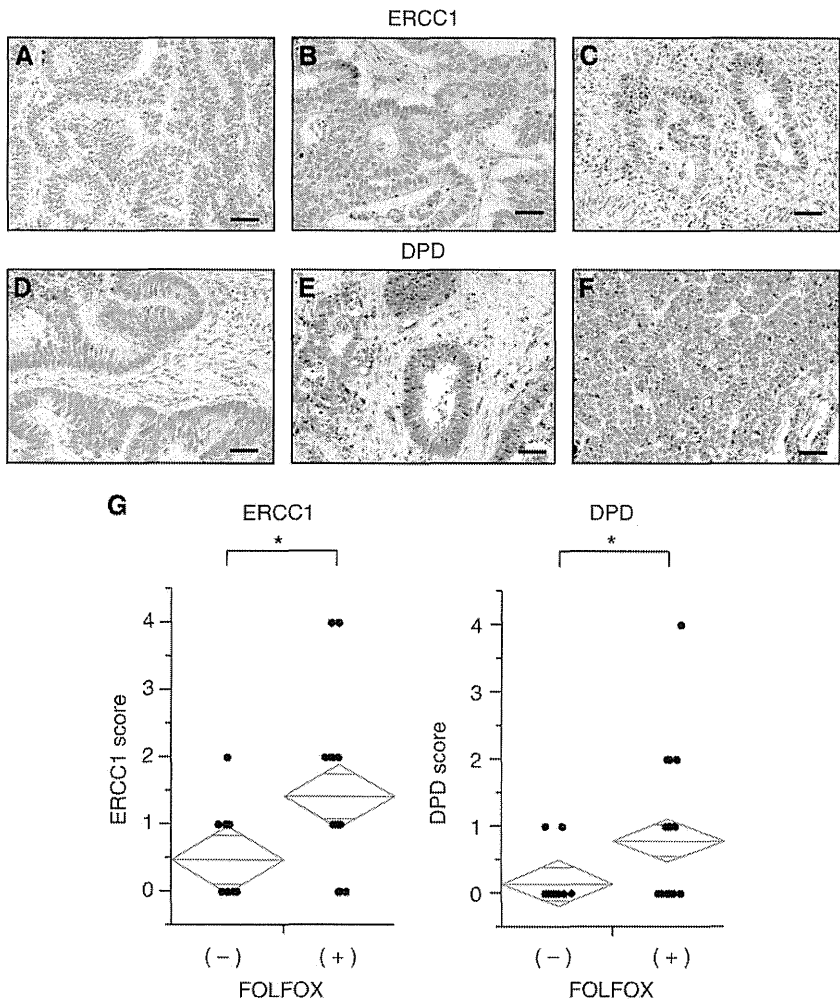 ERCC1
A B C
DPD
D E F
G
ERCC1 DPD
* *
4 4
3 3
2 2
1 1
0 0
ERCC1 score DPD score
(−) (+) (−) (+)
FOLFOX FOLFOX